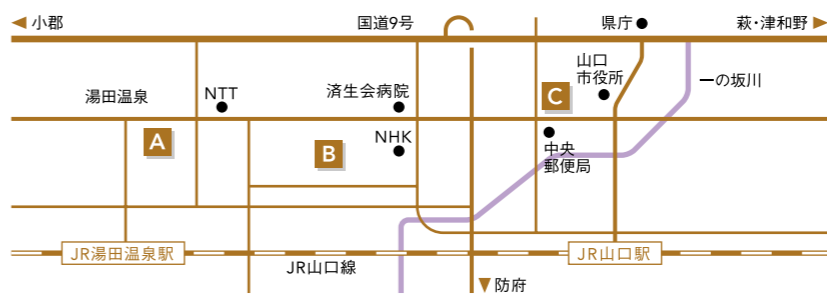 ◀ 小郡
国道9号
県庁
萩・津和野 ▶
湯田温泉
NTT
済生会病院
C
山口
市役所
一の坂川
A
B
NHK
中央
郵便局
JR湯田温泉駅
JR山口線
JR山口駅
▼防府